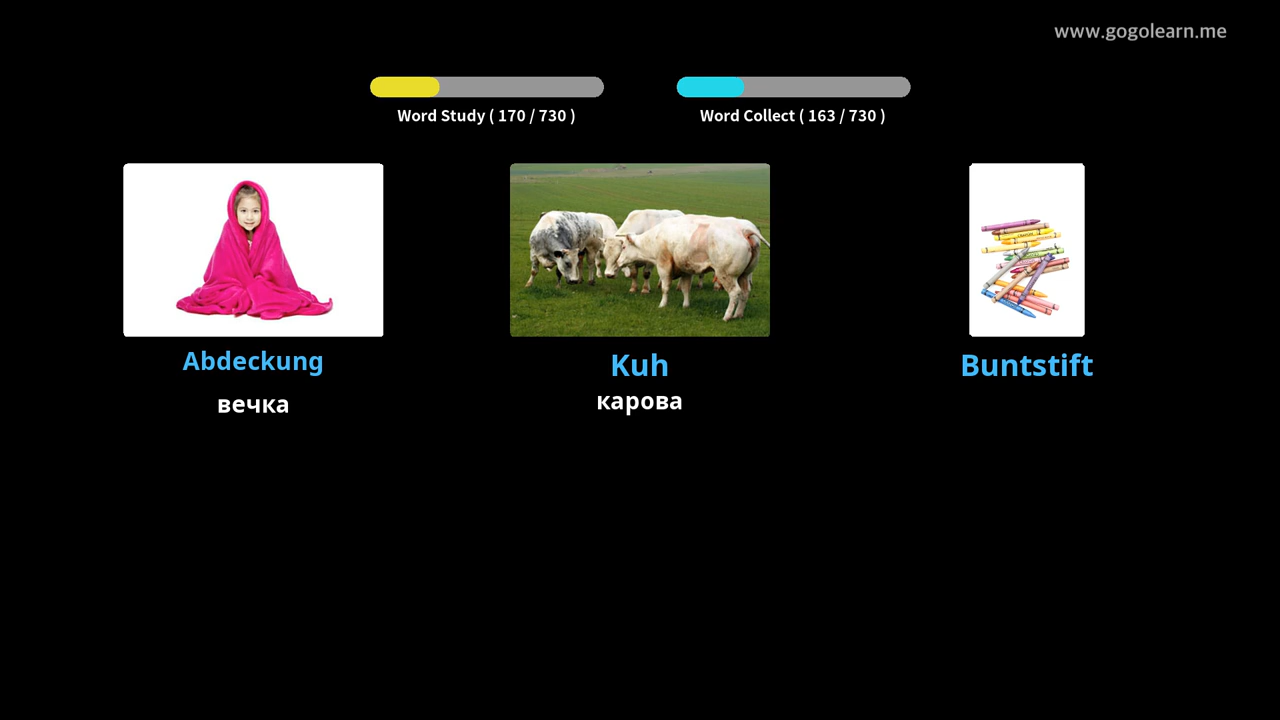 www.gogolearn.me
Word Study ( 170 / 730 )
Word Collect ( 163 / 730 )
Abdeckung
вечка
Kuh
карова
Buntstift